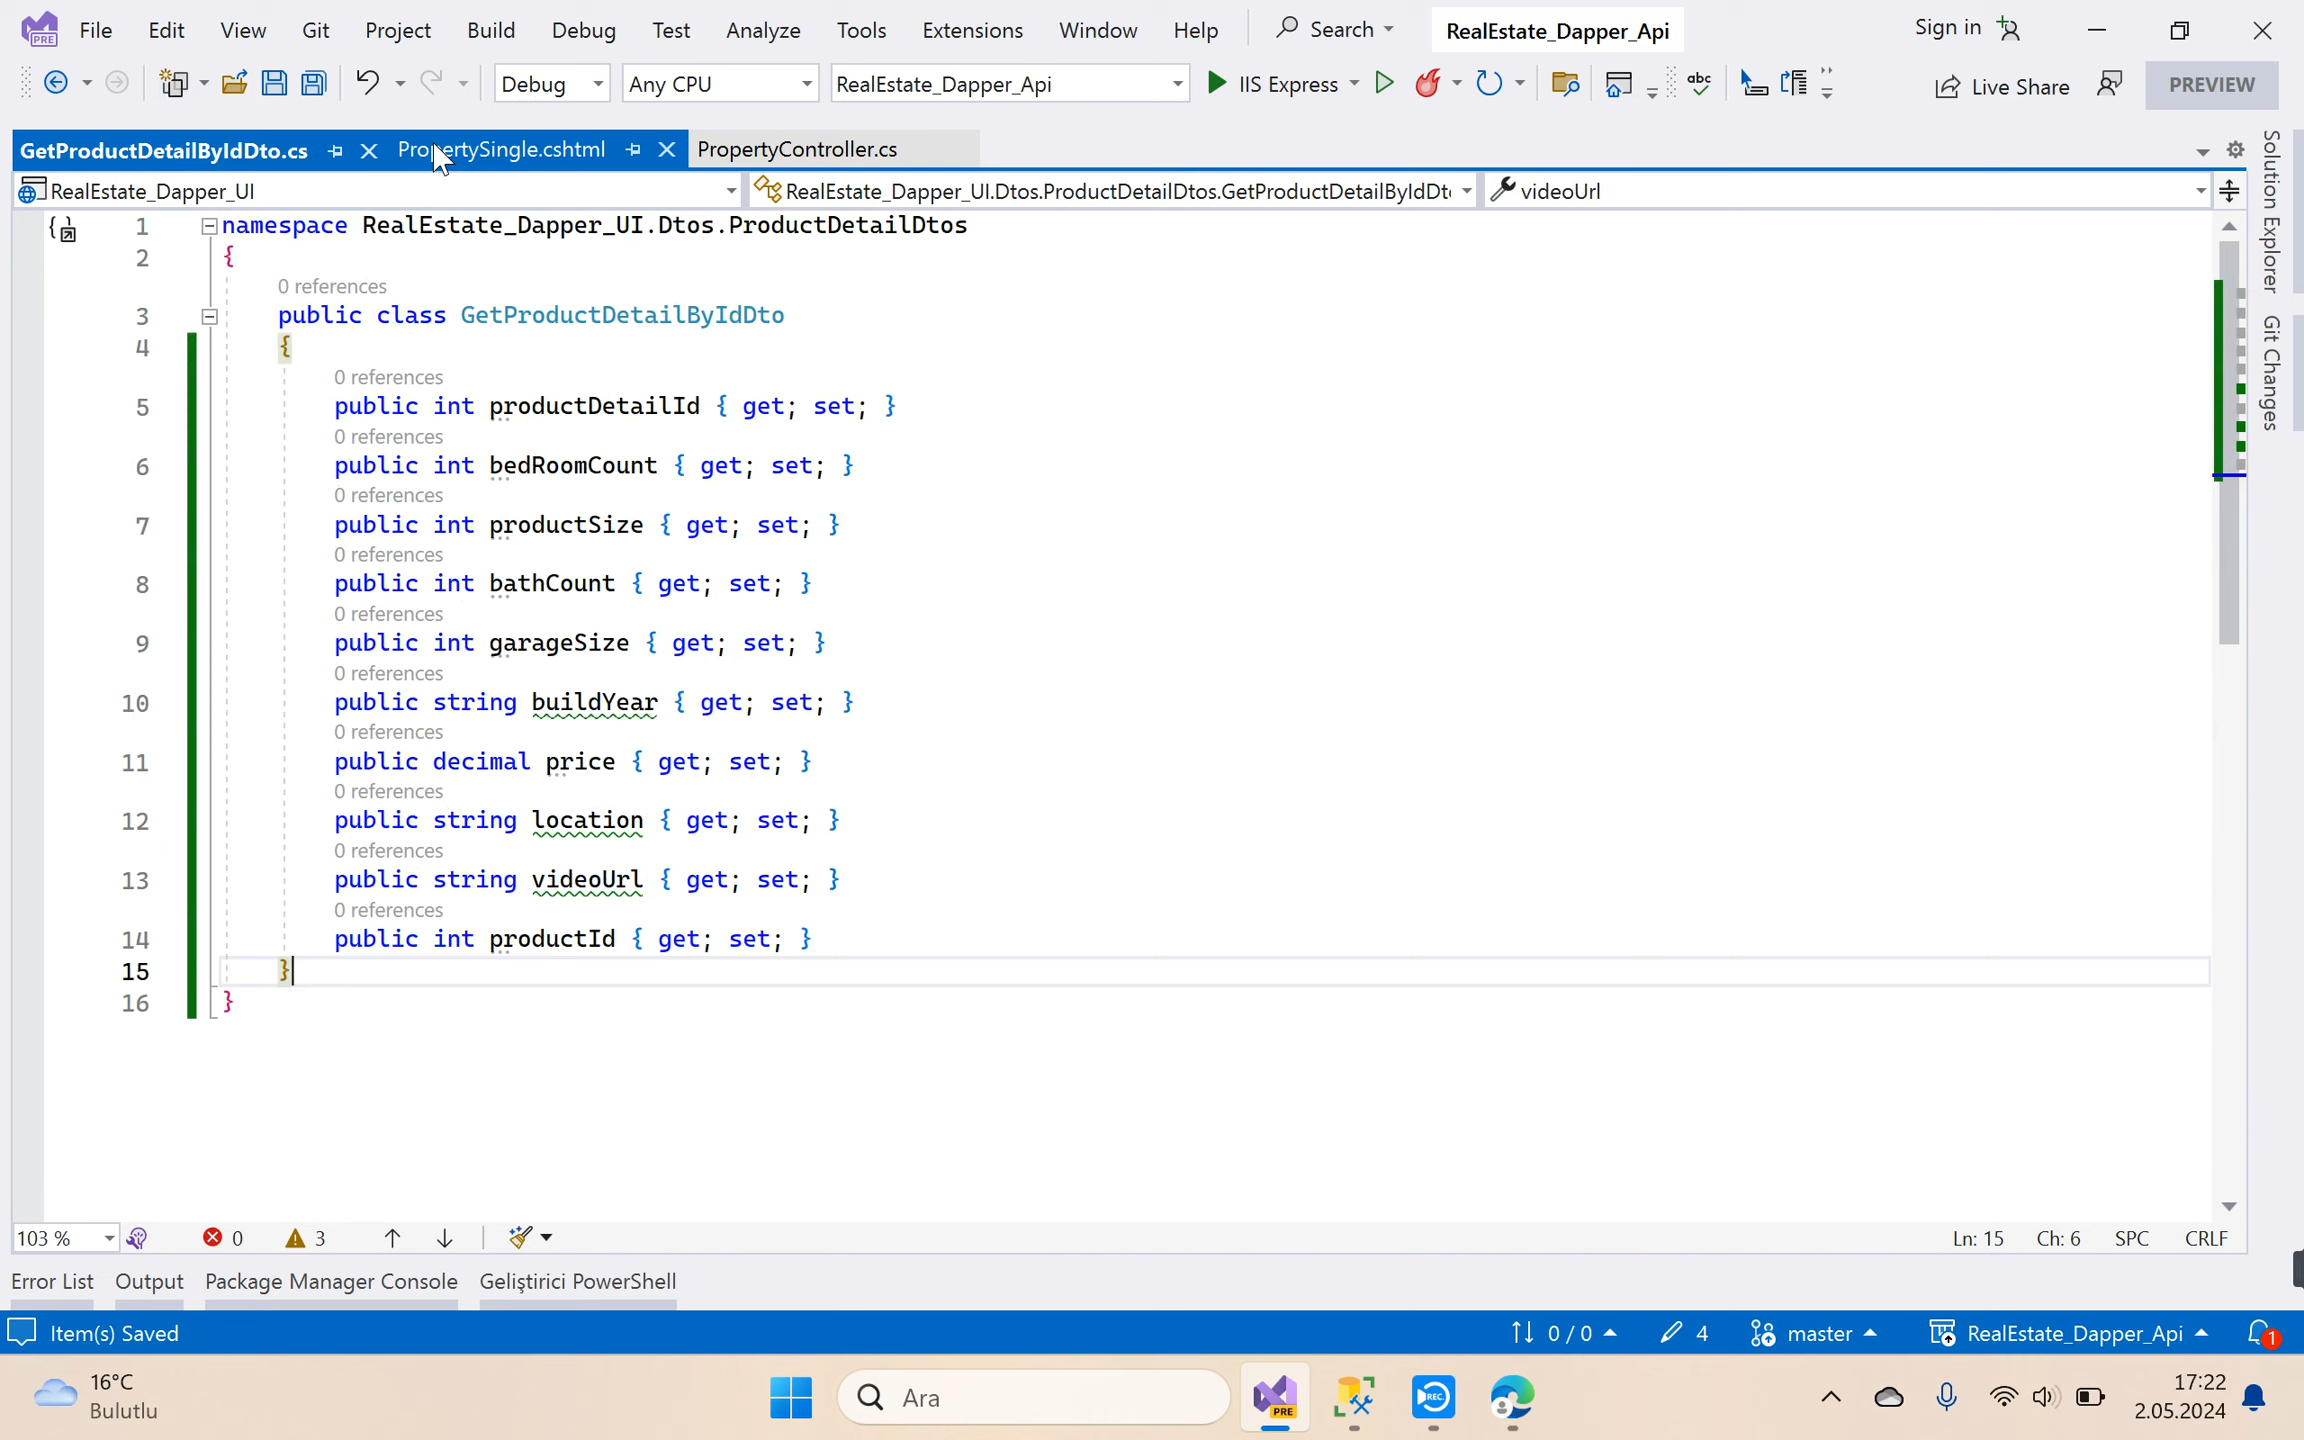 File Edit View Git Project Build Debug Test Analyze Tools Extensions Window Help Search RealEstate_Dapper_Api Sign in
Debug Any CPU RealEstate_Dapper_Api IIS Express Live Share PREVIEW
GetProductDetailByIdDto.cs PropertySingle.cshtml PropertyController.cs
RealEstate_Dapper_UI RealEstate_Dapper_UI.Dtos.ProductDetailDtos.GetProductDetailByIdDt videoUrl
1 namespace RealEstate_Dapper_UI.Dtos.ProductDetailDtos
2 {
0 references
3 public class GetProductDetailByIdDto
4 {
0 references
5 public int productDetailId { get; set; }
0 references
6 public int bedRoomCount { get; set; }
0 references
7 public int productSize { get; set; }
0 references
8 public int bathCount { get; set; }
0 references
9 public int garageSize { get; set; }
0 references
10 public string buildYear { get; set; }
0 references
11 public decimal price { get; set; }
0 references
12 public string location { get; set; }
0 references
13 public string videoUrl { get; set; }
0 references
14 public int productId { get; set; }
15 }
16 }
Solution Explorer
Git Changes
103 % 0 3 Ln: 15 Ch: 6 SPC CRLF
Error List Output Package Manager Console Geliştirici PowerShell
Item(s) Saved 0 / 0 4 master RealEstate_Dapper_Api 1
16°C
Bulutlu
Ara
PRE
REC
17:22
2.05.2024